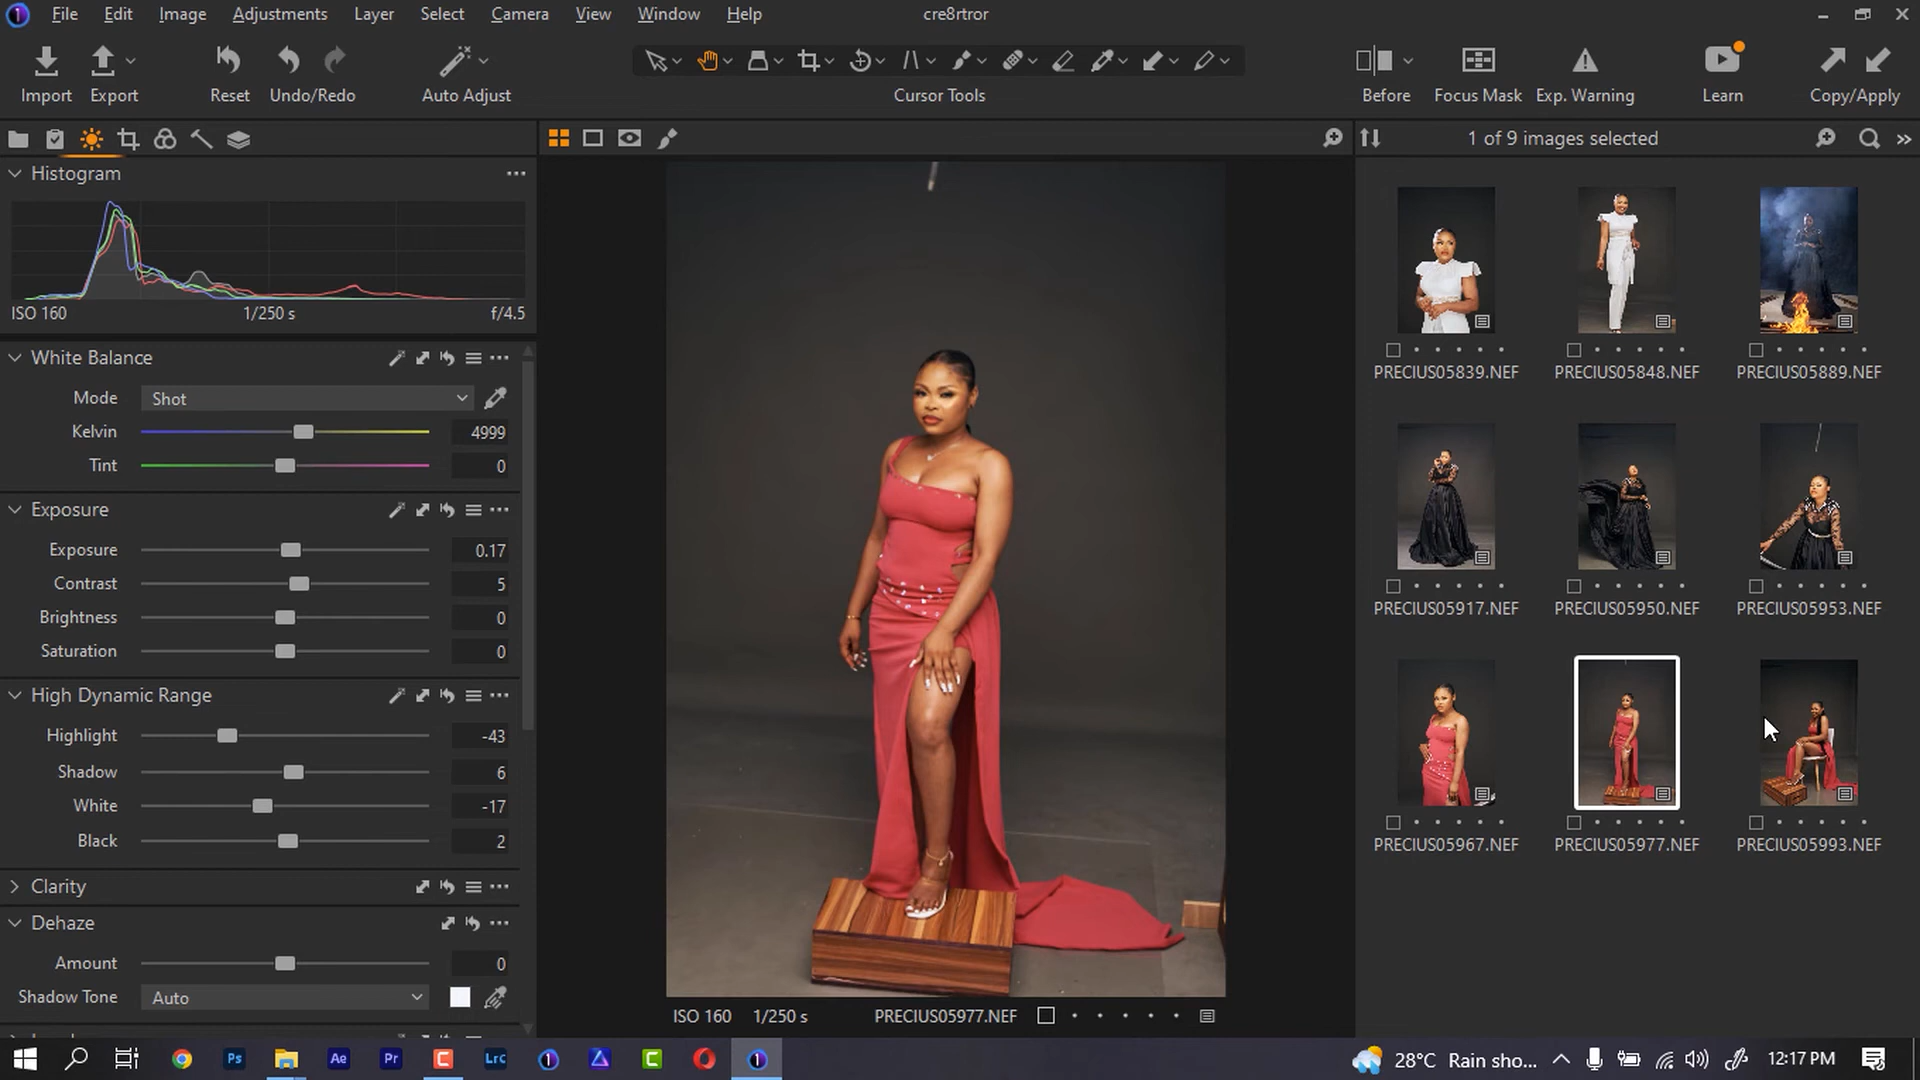 File Edit Image Adjustments Layer Select Camera View Window Help cre8rtror
Import Export Reset Undo/Redo Auto Adjust Cursor Tools Before Focus Mask Exp. Warning Learn Copy/Apply
1 of 9 images selected
Histogram
ISO 160 1/250 s f/4.5
White Balance
Mode Shot
Kelvin 4999
Tint 0
Exposure
Exposure 0.17
Contrast 5
Brightness 0
Saturation 0
High Dynamic Range
Highlight -43
Shadow 6
White -17
Black 2
Clarity
Dehaze
Amount 0
Shadow Tone Auto
ISO 160 1/250 s PRECIUS05977.NEF
PRECIUS05839.NEF PRECIUS05848.NEF PRECIUS05889.NEF
PRECIUS05917.NEF PRECIUS05950.NEF PRECIUS05953.NEF
PRECIUS05967.NEF PRECIUS05977.NEF PRECIUS05993.NEF
Ps Ae Pr C Lrc C 28°C Rain sho... 12:17 PM